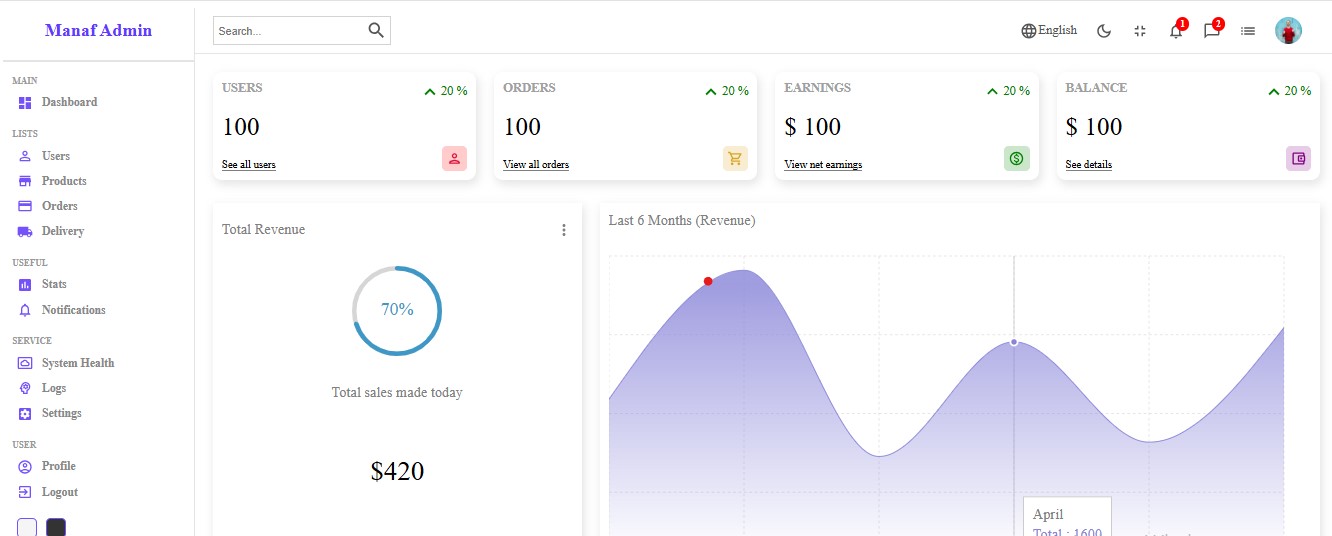 Manaf Admin
Search...
English
1
2
MAIN
Dashboard
LISTS
Users
Products
Orders
Delivery
USEFUL
Stats
Notifications
SERVICE
System Health
Logs
Settings
USER
Profile
Logout
USERS
20 %
100
See all users
ORDERS
20 %
100
View all orders
EARNINGS
20 %
$ 100
View net earnings
BALANCE
20 %
$ 100
See details
Total Revenue
70%
Total sales made today
$420
Last 6 Months (Revenue)
April
Total : 1600